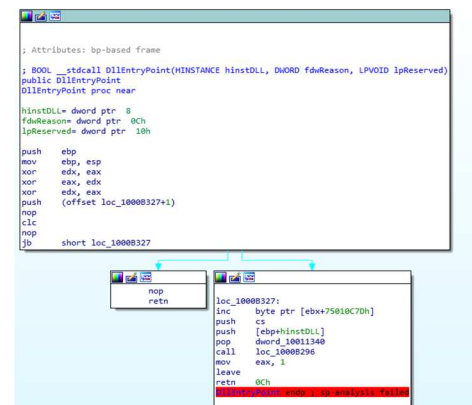 ; Attributes: bp-based frame
; BOOL __stdcall DllEntryPoint(HINSTANCE hinstDLL, DWORD fdwReason, LPVOID lpReserved)
public DllEntryPoint
DllEntryPoint proc near
hinstDLL= dword ptr 8
fdwReason= dword ptr 0Ch
lpReserved= dword ptr 10h
push ebp
mov ebp, esp
xor edx, eax
xor eax, edx
xor edx, eax
push (offset loc_1000B327+1)
nop
clc
nop
jb short loc_1000B327
nop
retn
loc_1000B327:
inc byte ptr [ebx+75010C7Dh]
push cs
push [ebp+hinstDLL]
pop dword_10011340
call loc_1000B296
mov eax, 1
leave
retn 0Ch
DllEntryPoint endp ; sp-analysis failed